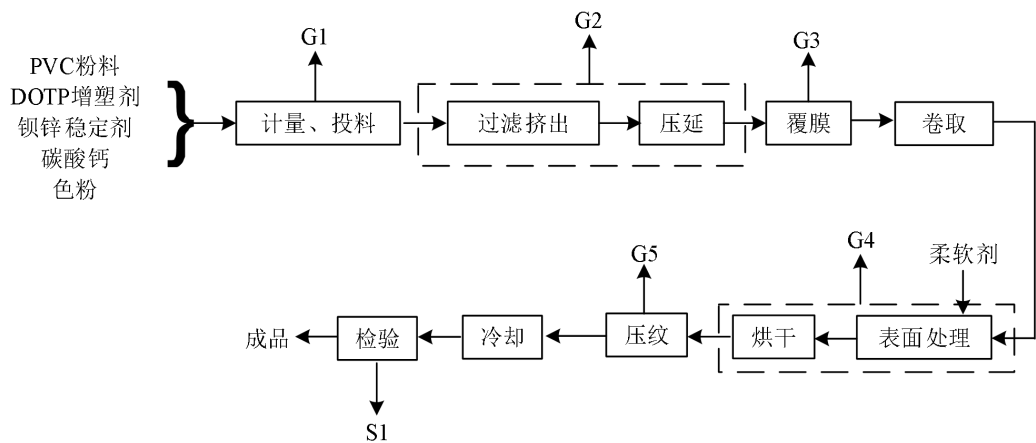 G1
G2
G3
PVC粉料
DOTP增塑剂
钡锌稳定剂
碳酸钙
色粉
计量、投料
过滤挤出
压延
覆膜
卷取
G5
G4
柔软剂
成品
检验
冷却
压纹
烘干
表面处理
S1